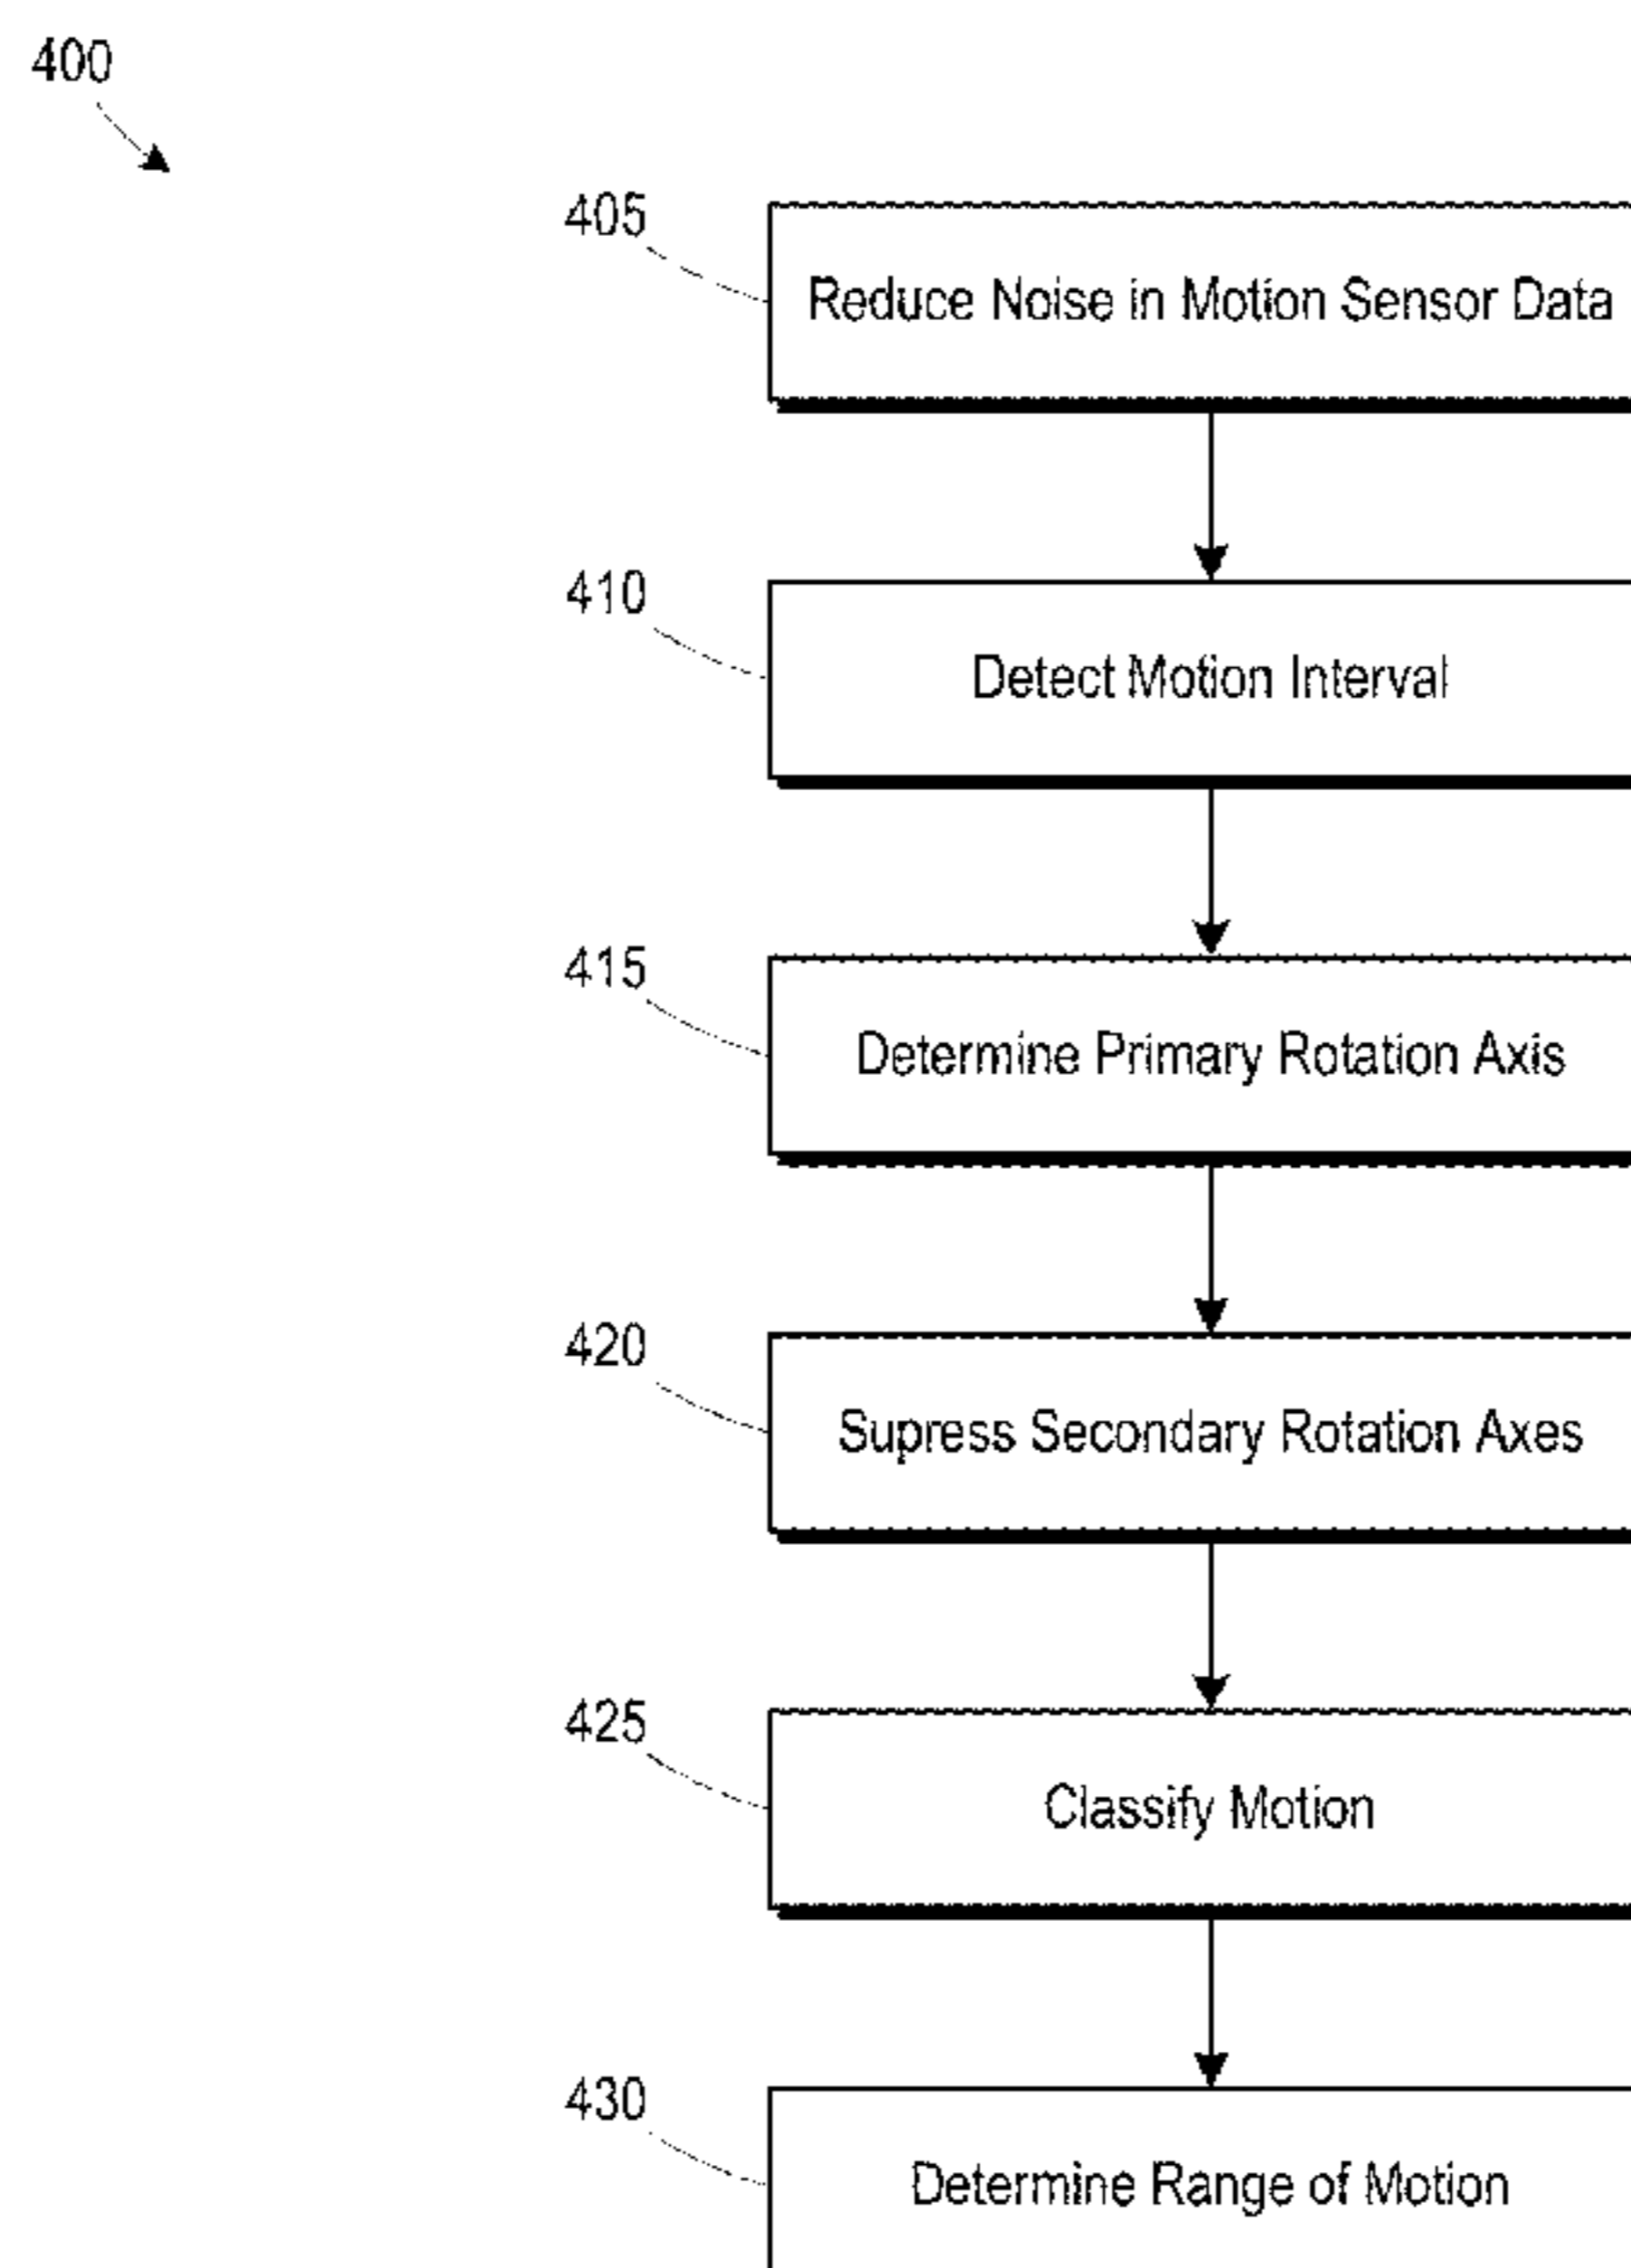 400
405
Reduce Noise in Motion Sensor Data
410
Detect Motion Interval
415
Determine Primary Rotation Axis
420
Supress Secondary Rotation Axes
425
Classify Motion
430
Determine Range of Motion